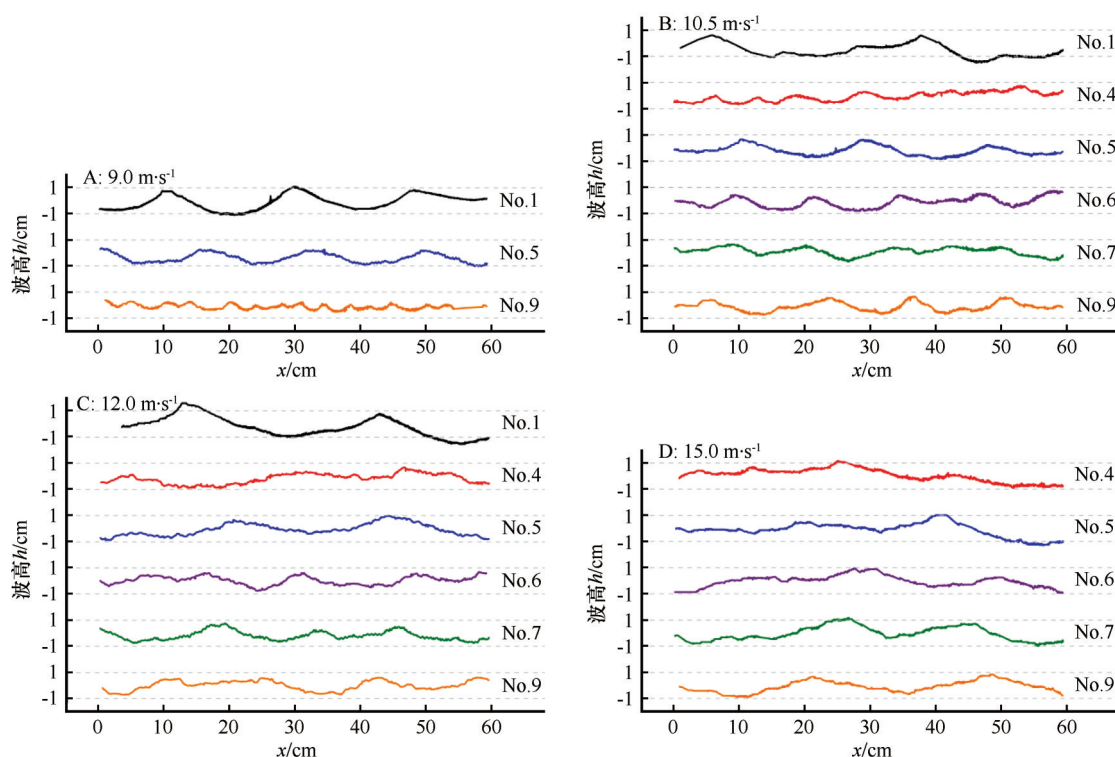 A: 9.0 m·s⁻¹
1
-1
No.1
1
-1
No.5
1
-1
No.9
波高h/cm
0 10 20 30 40 50 60
x/cm
B: 10.5 m·s⁻¹
1
-1
No.1
1
-1
No.4
1
-1
No.5
1
-1
No.6
1
-1
No.7
1
-1
No.9
波高h/cm
0 10 20 30 40 50 60
x/cm
C: 12.0 m·s⁻¹
1
-1
No.1
1
-1
No.4
1
-1
No.5
1
-1
No.6
1
-1
No.7
1
-1
No.9
波高h/cm
0 10 20 30 40 50 60
x/cm
D: 15.0 m·s⁻¹
1
-1
No.4
1
-1
No.5
1
-1
No.6
1
-1
No.7
1
-1
No.9
波高h/cm
0 10 20 30 40 50 60
x/cm